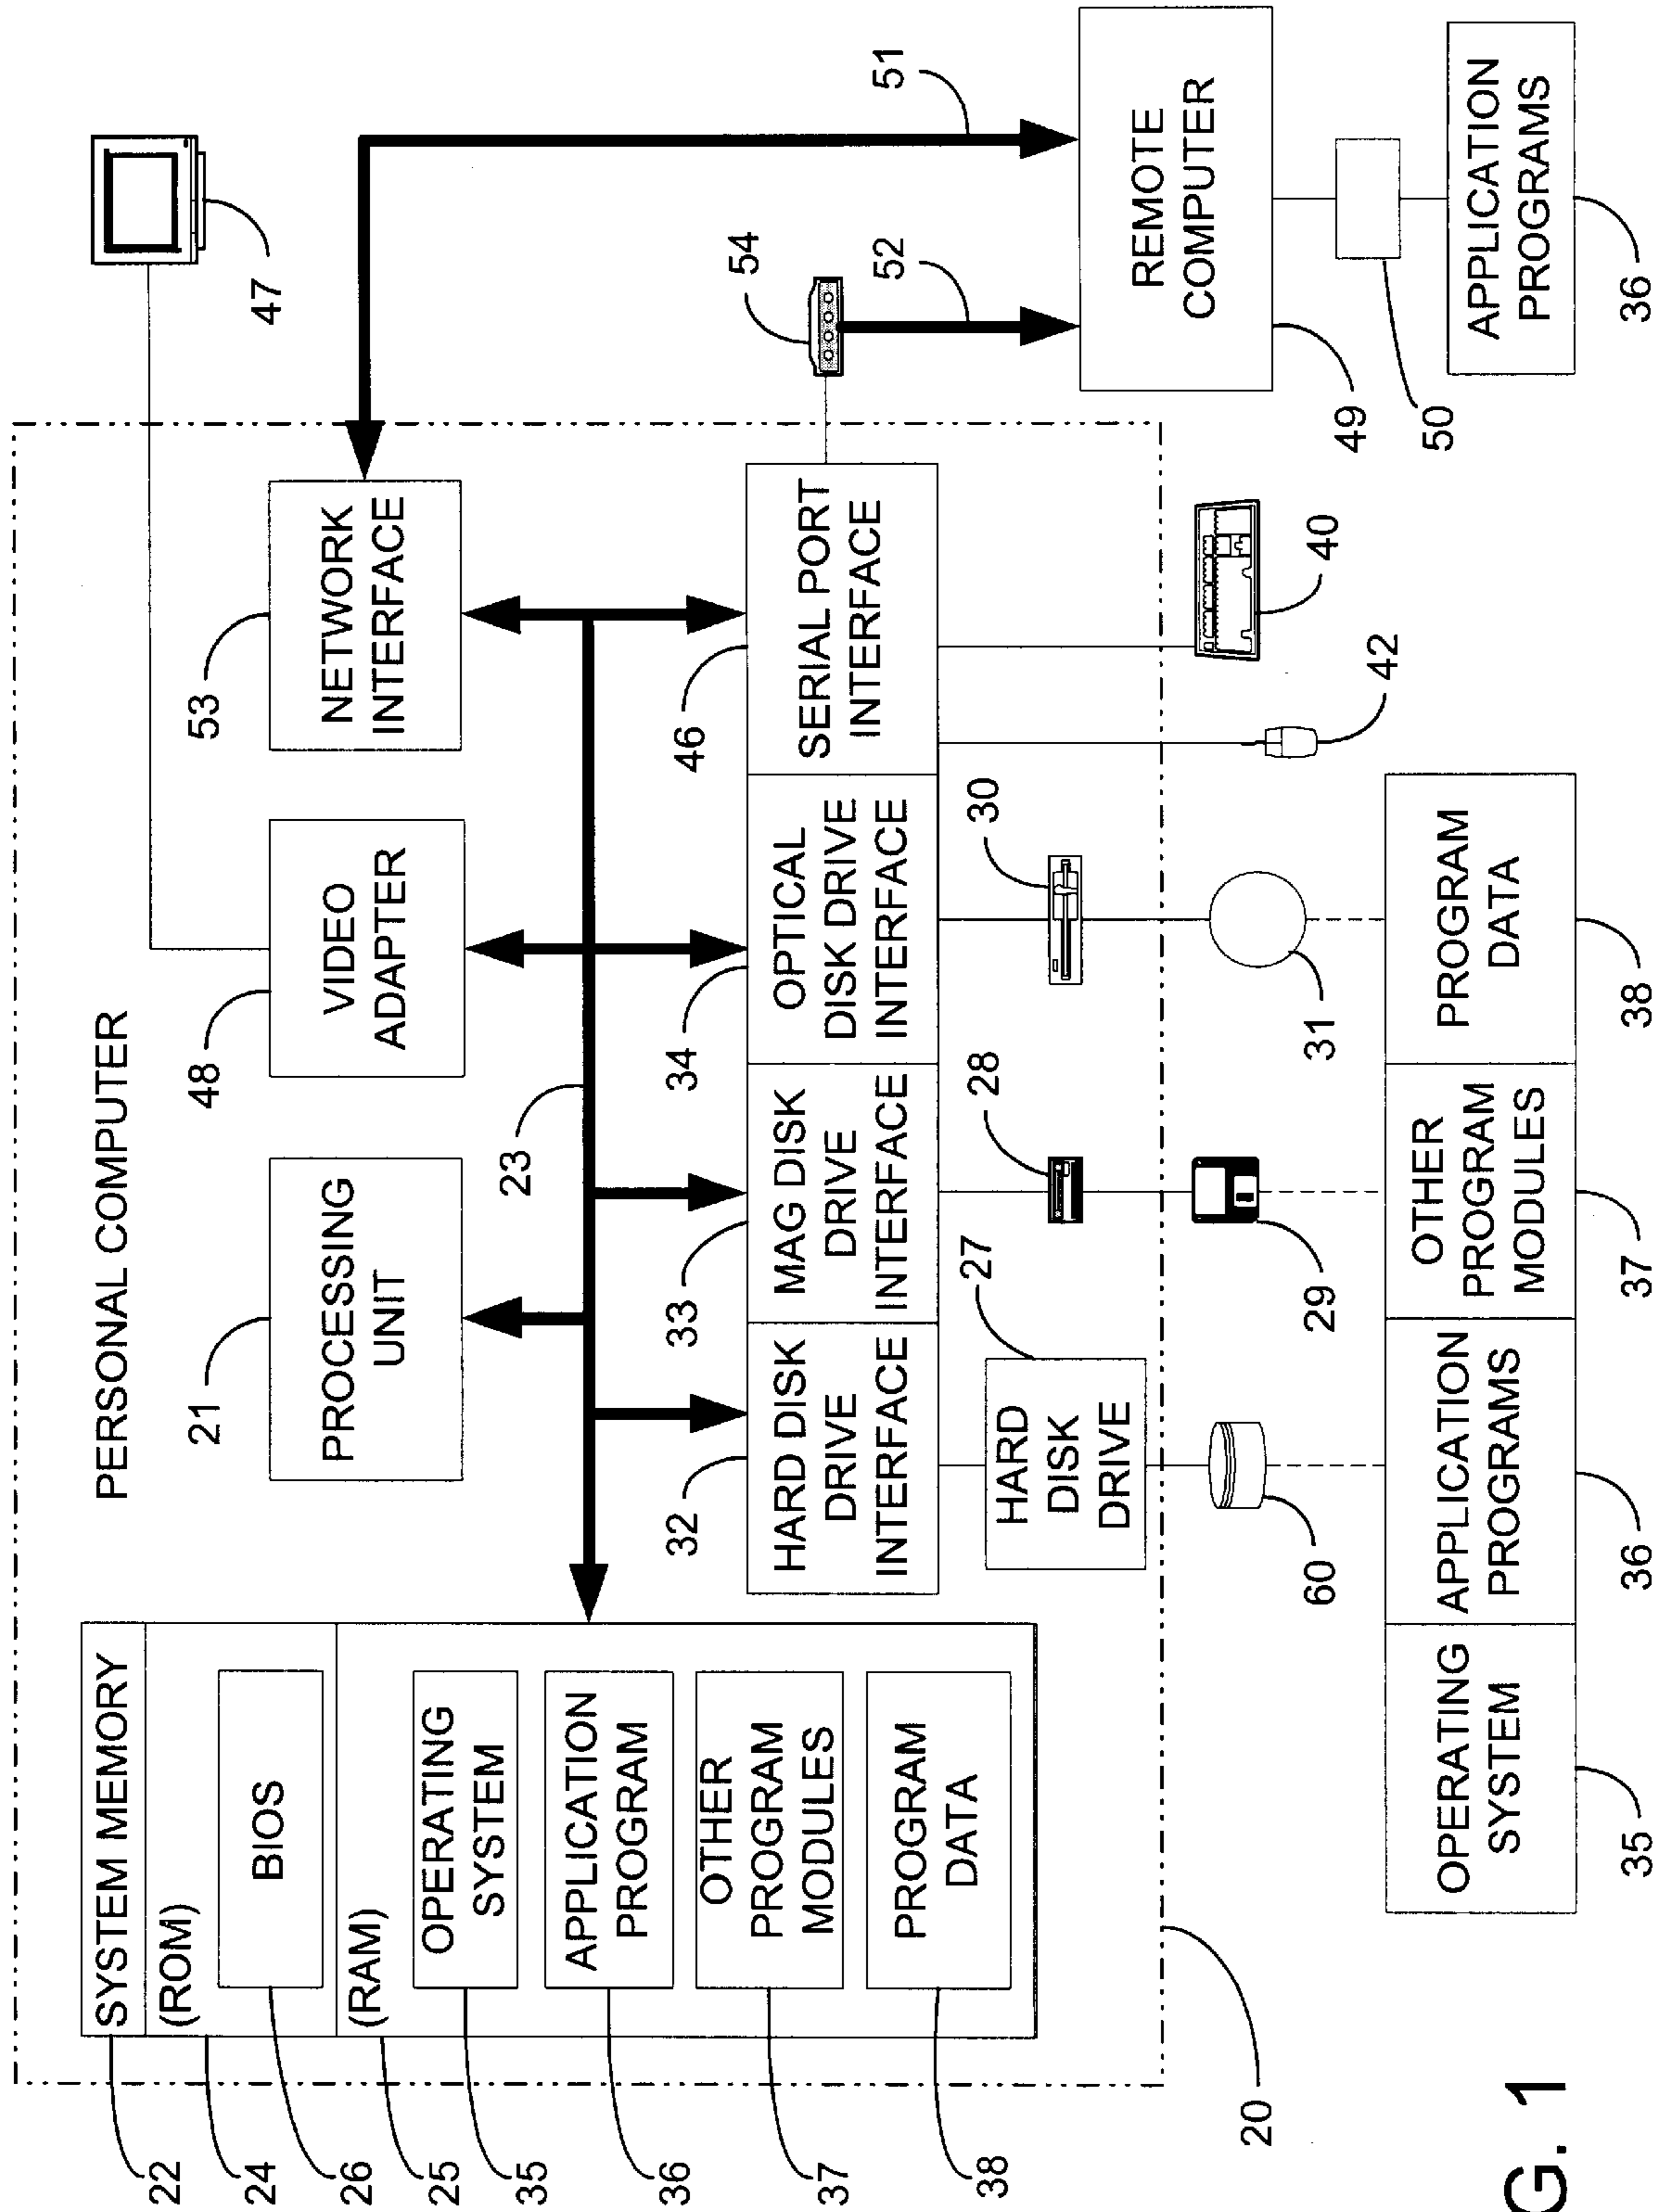 PERSONAL COMPUTER
22
SYSTEM MEMORY
24
(ROM)
26
BIOS
25
(RAM)
35
OPERATING
SYSTEM
36
APPLICATION
PROGRAM
37
OTHER
PROGRAM
MODULES
38
PROGRAM
DATA
21
PROCESSING
UNIT
48
VIDEO
ADAPTER
53
NETWORK
INTERFACE
47
23
32
HARD DISK
DRIVE
INTERFACE
33
MAG DISK
DRIVE
INTERFACE
34
OPTICAL
DISK DRIVE
INTERFACE
46
SERIAL PORT
INTERFACE
54
52
51
27
HARD
DISK
DRIVE
28
30
20
60
29
31
42
40
49
REMOTE
COMPUTER
50
OPERATING
SYSTEM
35
APPLICATION
PROGRAMS
36
OTHER
PROGRAM
MODULES
37
PROGRAM
DATA
38
APPLICATION
PROGRAMS
36
G. 1